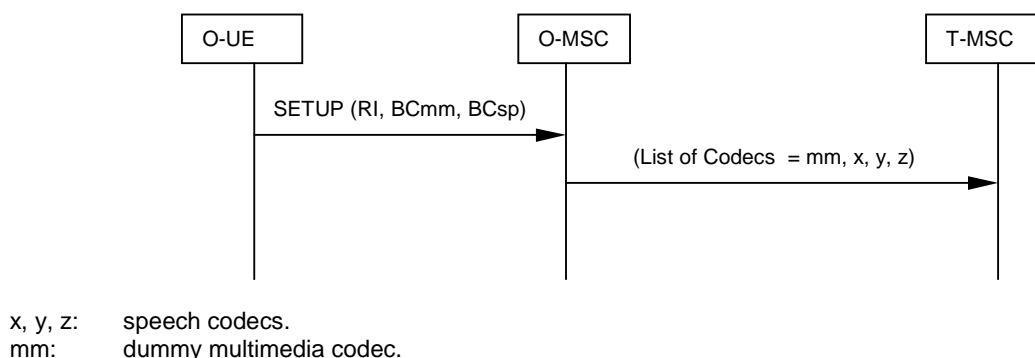 O-UE
O-MSC
T-MSC
SETUP (RI, BCmm, BCsp)
(List of Codecs = mm, x, y, z)
x, y, z: speech codecs.
mm: dummy multimedia codec.